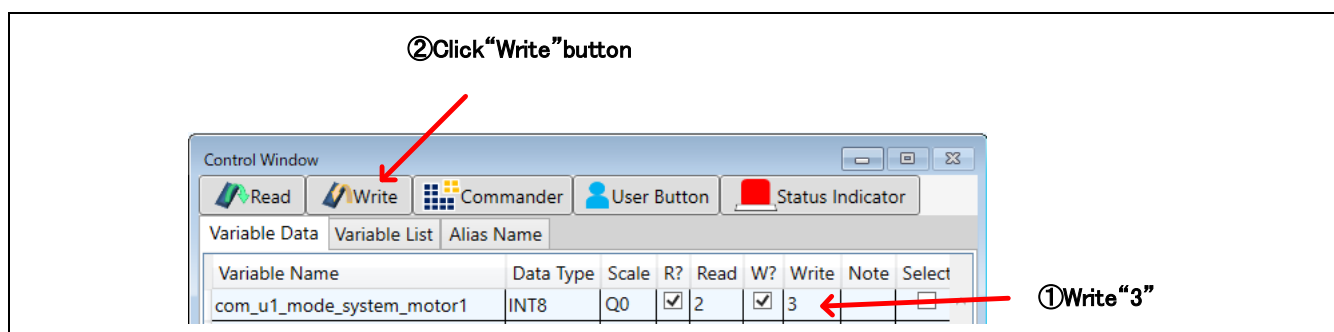 ②Click“Write”button
Control Window
Read Write Commander User Button Status Indicator
Variable Data Variable List Alias Name
Variable Name Data Type Scale R? Read W? Write Note Select
com_u1_mode_system_motor1 INT8 Q0 2 3
①Write“3”